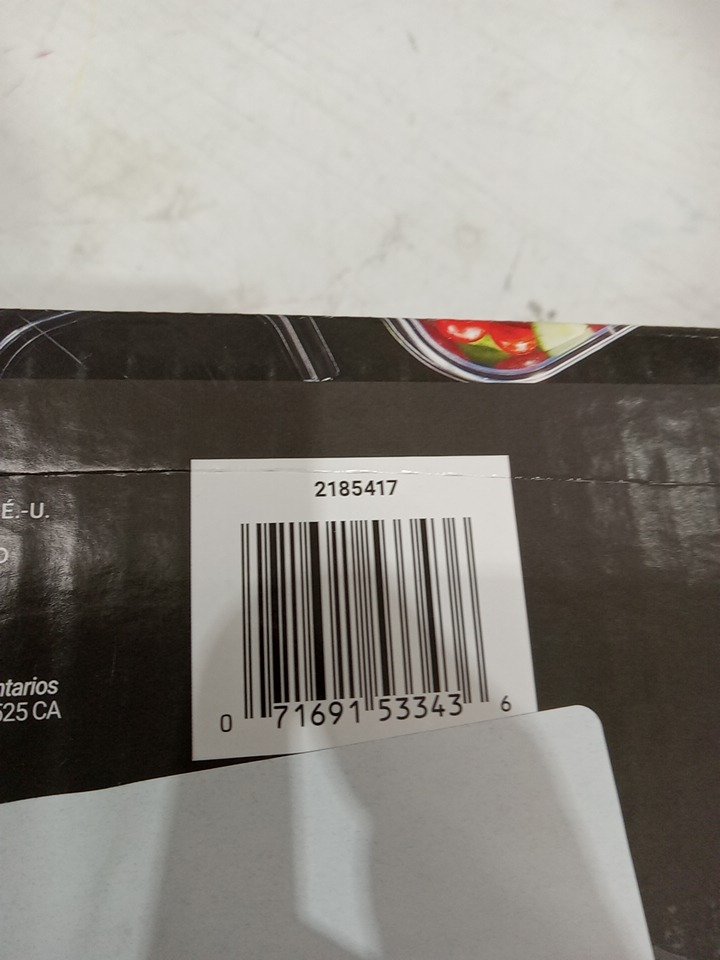 2185417
É.-U.
ntarios
525 CA
0 71691 53343 6